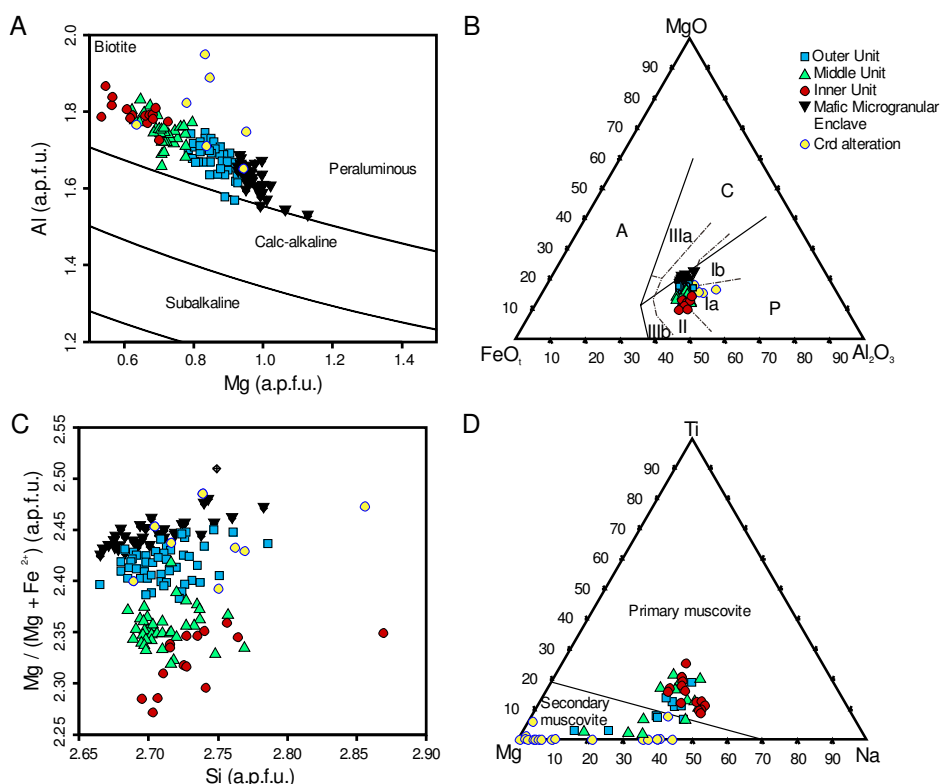 A
Biotite
2.0
1.8
1.6
1.4
1.2
Al (a.p.f.u.)
Peraluminous
Calc-alkaline
Subalkaline
0.6 0.8 1.0 1.2 1.4
Mg (a.p.f.u.)
B
MgO
90
80
70
60
50
40
30
20
10
Outer Unit
Middle Unit
Inner Unit
Mafic Microgranular
Enclave
Crd alteration
A
C
IIIa
Ib
Ia
P
II
IIIb
FeOt
10 20 30 40 50 60 70 80 90
Al2O3
C
2.55
2.50
2.45
2.40
2.35
2.30
2.25
Mg / (Mg + Fe 2+) (a.p.f.u.)
2.65 2.70 2.75 2.80 2.85 2.90
Si (a.p.f.u.)
D
Ti
90
80
70
60
50
40
30
20
10
Primary muscovite
Secondary
muscovite
Mg
10 20 30 40 50 60 70 80 90
Na